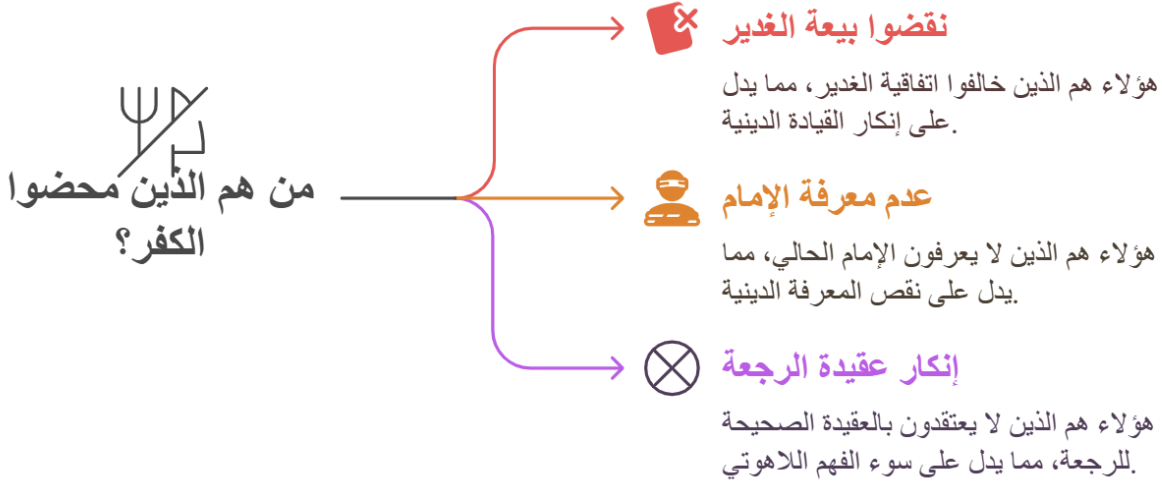 من هم الذين محضوا
الكفر؟
نقضوا بيعة الغدير
هؤلاء هم الذين خالفوا اتفاقية الغدير، مما يدل
على إنكار القيادة الدينية.
عدم معرفة الإمام
هؤلاء هم الذين لا يعرفون الإمام الحالي، مما
يدل على نقص المعرفة الدينية.
إنكار عقيدة الرجعة
هؤلاء هم الذين لا يعتقدون بالعقيدة الصحيحة
للرجعة، مما يدل على سوء الفهم اللاهوتي.